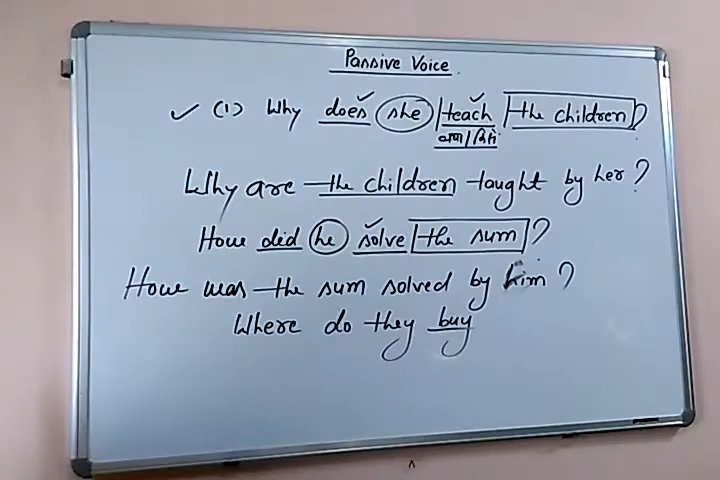 Passive Voice.
(1) Why does she teach the children?
Why are the children taught by her?
How did he solve the sum?
How was the sum solved by him?
Where do they buy